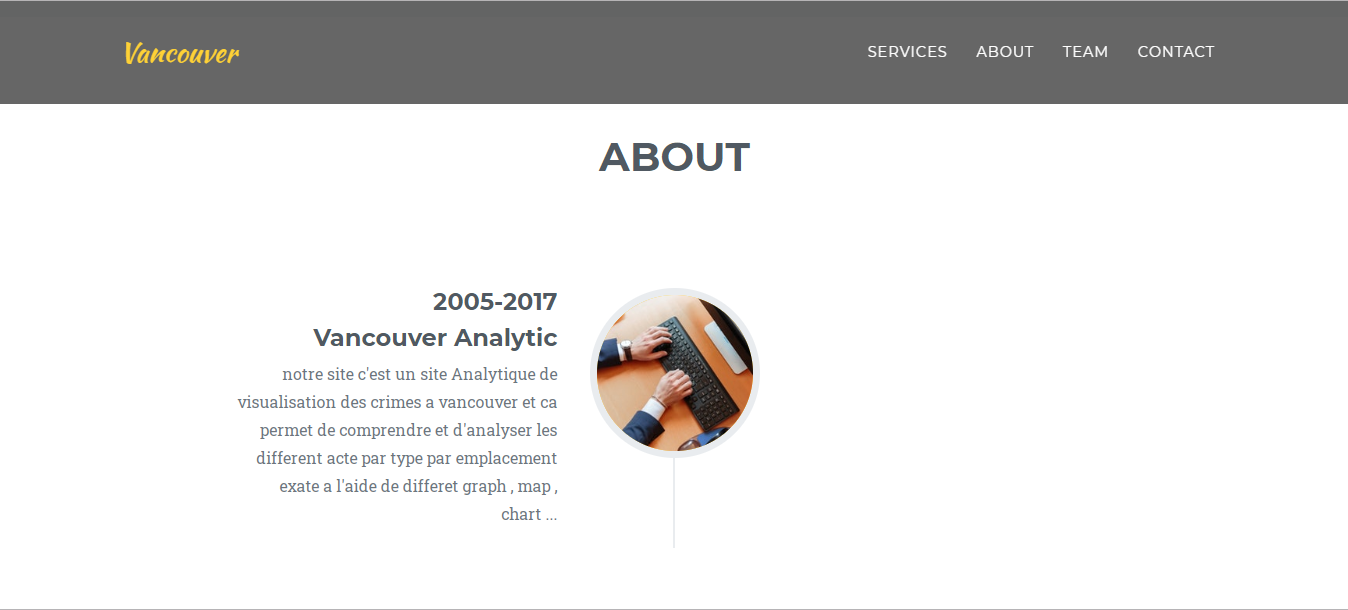 Vancouver
SERVICES ABOUT TEAM CONTACT
ABOUT
2005-2017
Vancouver Analytic
notre site c'est un site Analytique de
visualisation des crimes a vancouver et ca
permet de comprendre et d'analyser les
different acte par type par emplacement
exate a l'aide de differet graph , map ,
chart ...